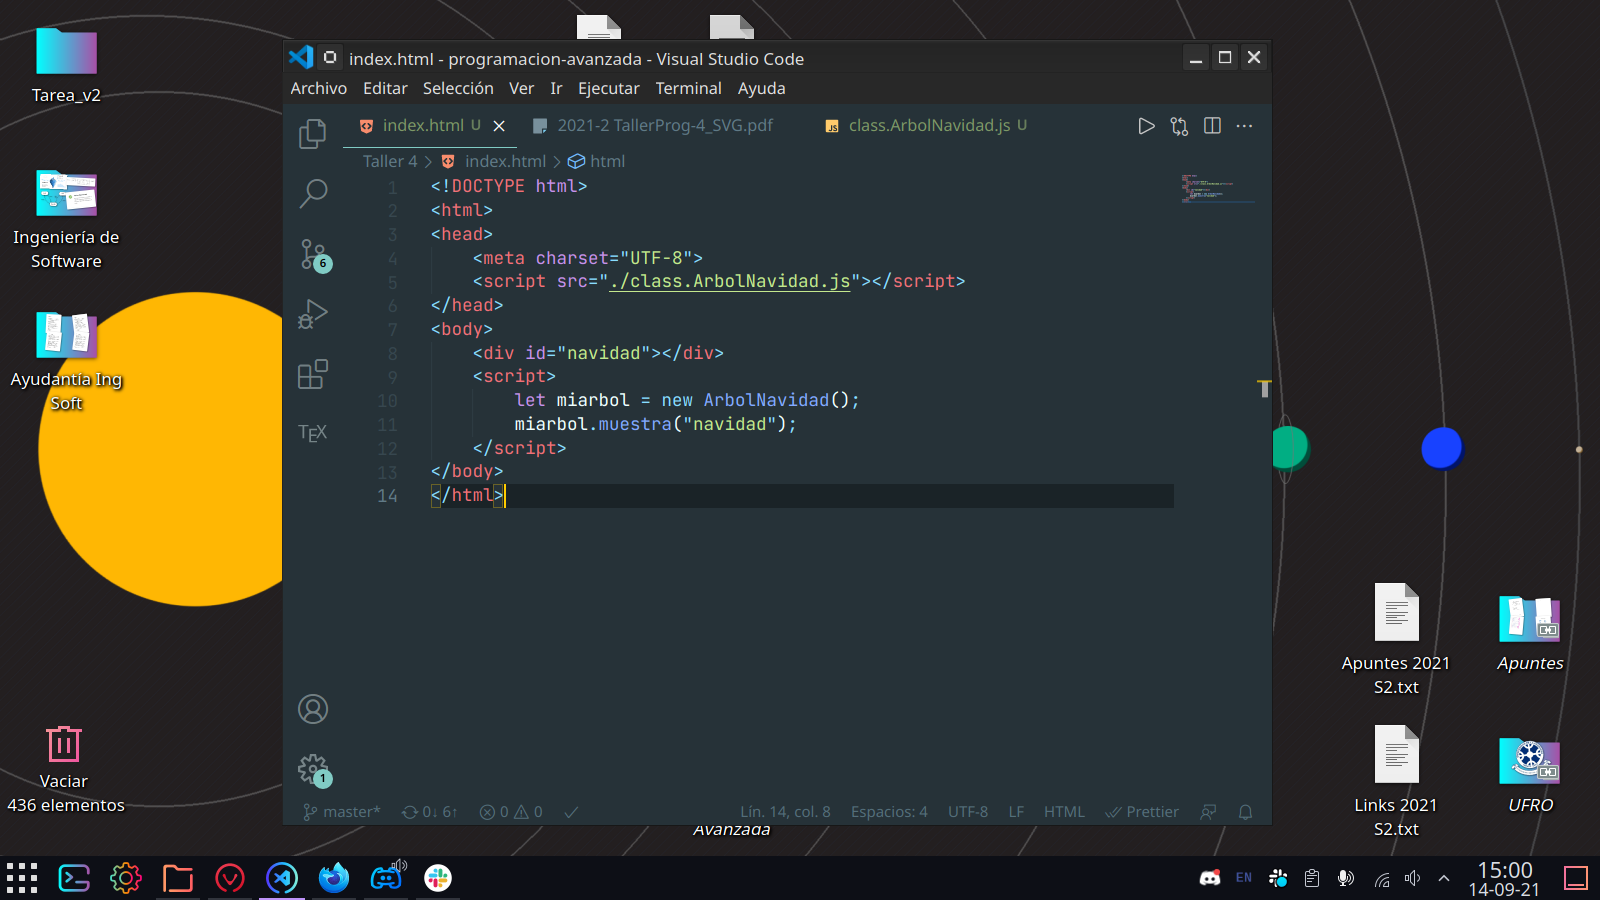 Tarea_v2
Ingeniería de
Software
Ayudantía Ing
Soft
Vaciar
436 elementos
index.html - programacion-avanzada - Visual Studio Code
Archivo Editar Selección Ver Ir Ejecutar Terminal Ayuda
index.html U
2021-2 TallerProg-4_SVG.pdf
JS class.ArbolNavidad.js U
Taller 4 > index.html > html
1 <!DOCTYPE html>
2 <html>
3 <head>
4 <meta charset="UTF-8">
5 <script src="./class.ArbolNavidad.js"></script>
6 </head>
7 <body>
8 <div id="navidad"></div>
9 <script>
10 let miarbol = new ArbolNavidad();
11 miarbol.muestra("navidad");
12 </script>
13 </body>
14 </html>
6
TEX
1
master* 0↓ 6↑ 0 0 Lín. 14, col. 8 Espacios: 4 UTF-8 LF HTML Prettier
Avanzada
Apuntes 2021
S2.txt
Apuntes
Links 2021
S2.txt
UFRO
EN
15:00
14-09-21